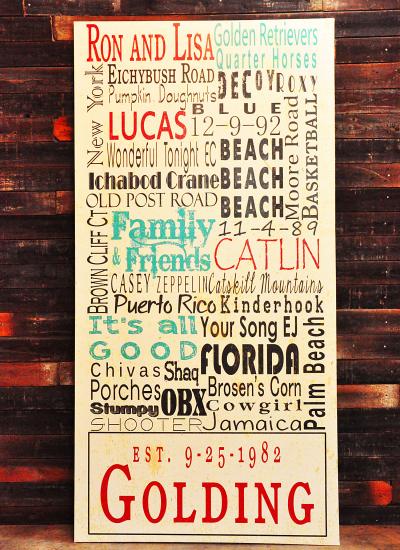 Ron and Lisa
Golden Retrievers
Quarter Horses
New York
Eichybush Road
Pumpkin Doughnuts
DECOY
ROXY
BLUE
LUCAS
12-9-92
Wonderful Tonight EC
BEACH
Moore Road
BASKETBALL
Ichabod Crane
BEACH
OLD POST ROAD
BEACH
Brown Cliff Ct
Family
& Friends
11-4-89
CATLIN
CASEY
ZEPPELIN
Catskill Mountains
Puerto Rico
Kinderhook
It's all
GOOD
Your Song EJ
Palm Beach
Chivas
Shaq
FLORIDA
Porches
OBX
Brosen's Corn
Stumpy
Cowgirl
SHOOTER
Jamaica
EST. 9-25-1982
GOLDING